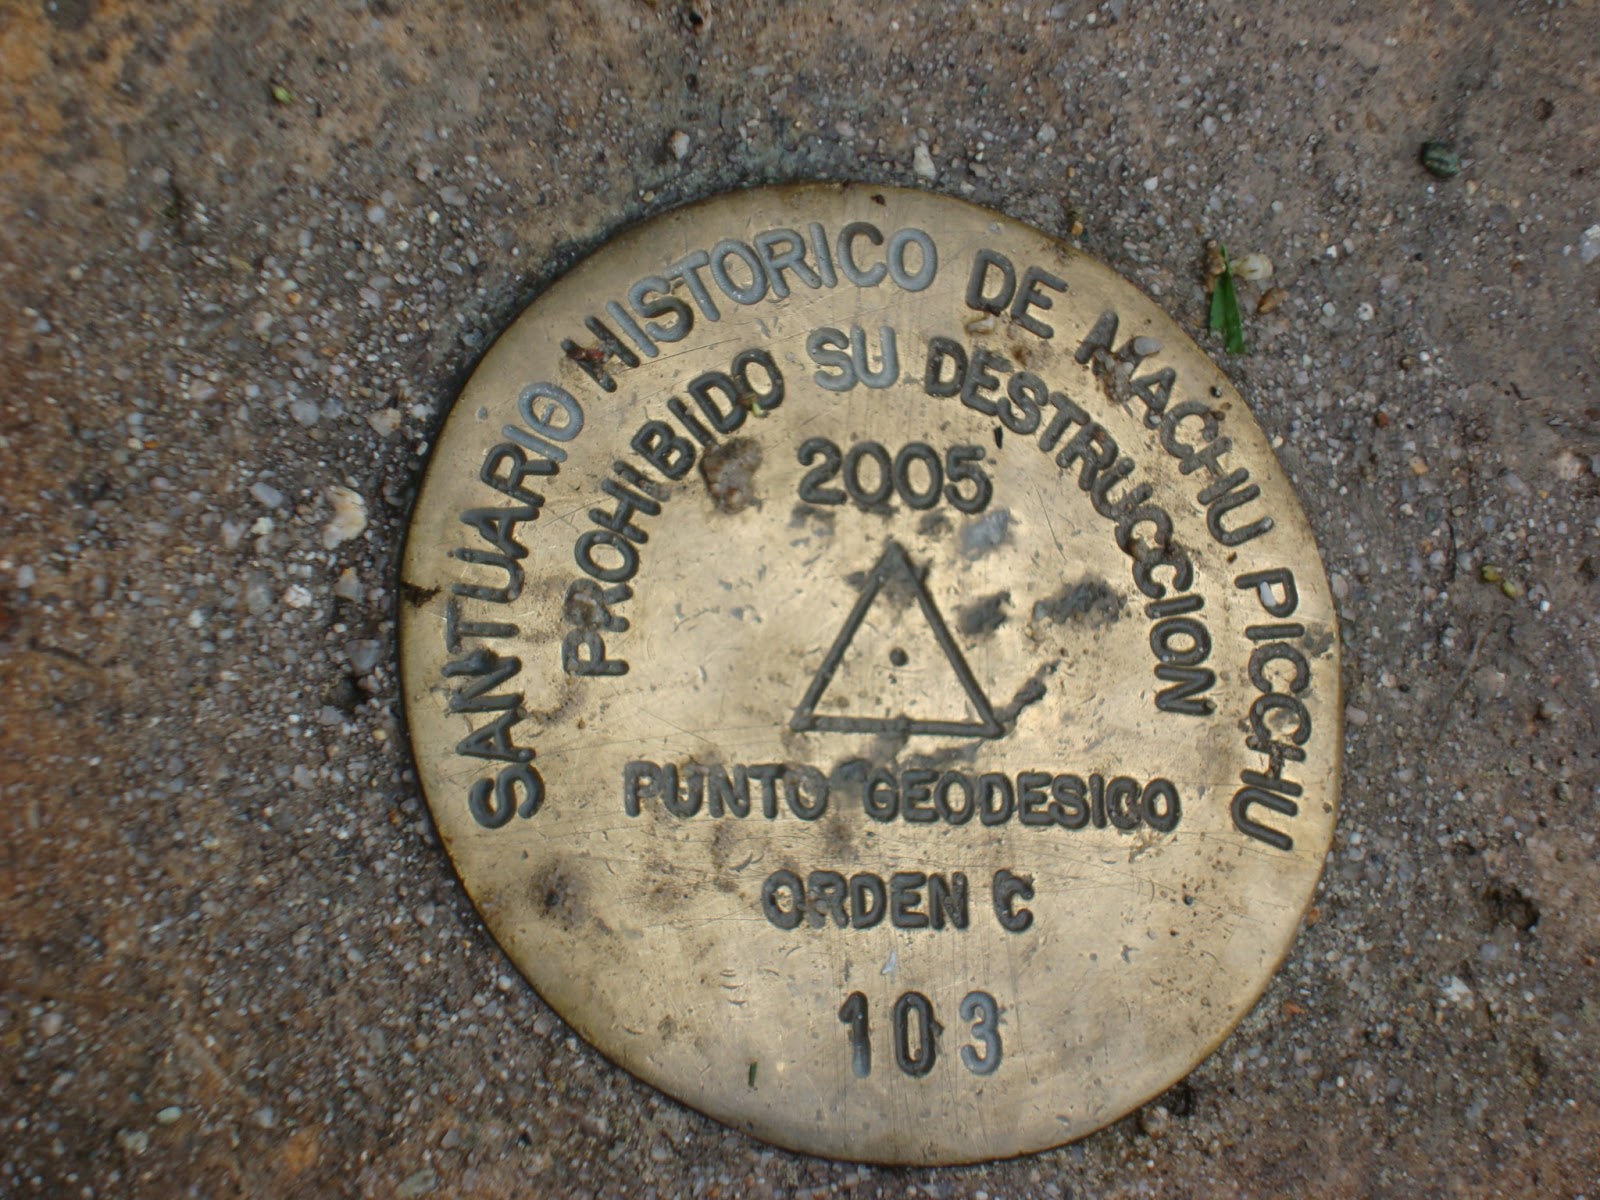 SANTUARIO HISTORICO DE MACHU PICCHU
PROHIBIDO SU DESTRUCCION
2005
PUNTO GEODESICO
ORDEN C
103